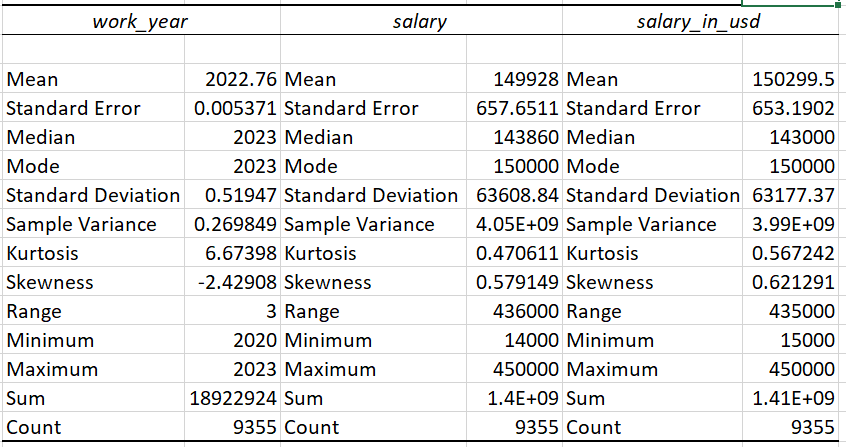 work_year salary salary_in_usd
Mean 2022.76 Mean 149928 Mean 150299.5
Standard Error 0.005371 Standard Error 657.6511 Standard Error 653.1902
Median 2023 Median 143860 Median 143000
Mode 2023 Mode 150000 Mode 150000
Standard Deviation 0.51947 Standard Deviation 63608.84 Standard Deviation 63177.37
Sample Variance 0.269849 Sample Variance 4.05E+09 Sample Variance 3.99E+09
Kurtosis 6.67398 Kurtosis 0.470611 Kurtosis 0.567242
Skewness -2.42908 Skewness 0.579149 Skewness 0.621291
Range 3 Range 436000 Range 435000
Minimum 2020 Minimum 14000 Minimum 15000
Maximum 2023 Maximum 450000 Maximum 450000
Sum 18922924 Sum 1.4E+09 Sum 1.41E+09
Count 9355 Count 9355 Count 9355